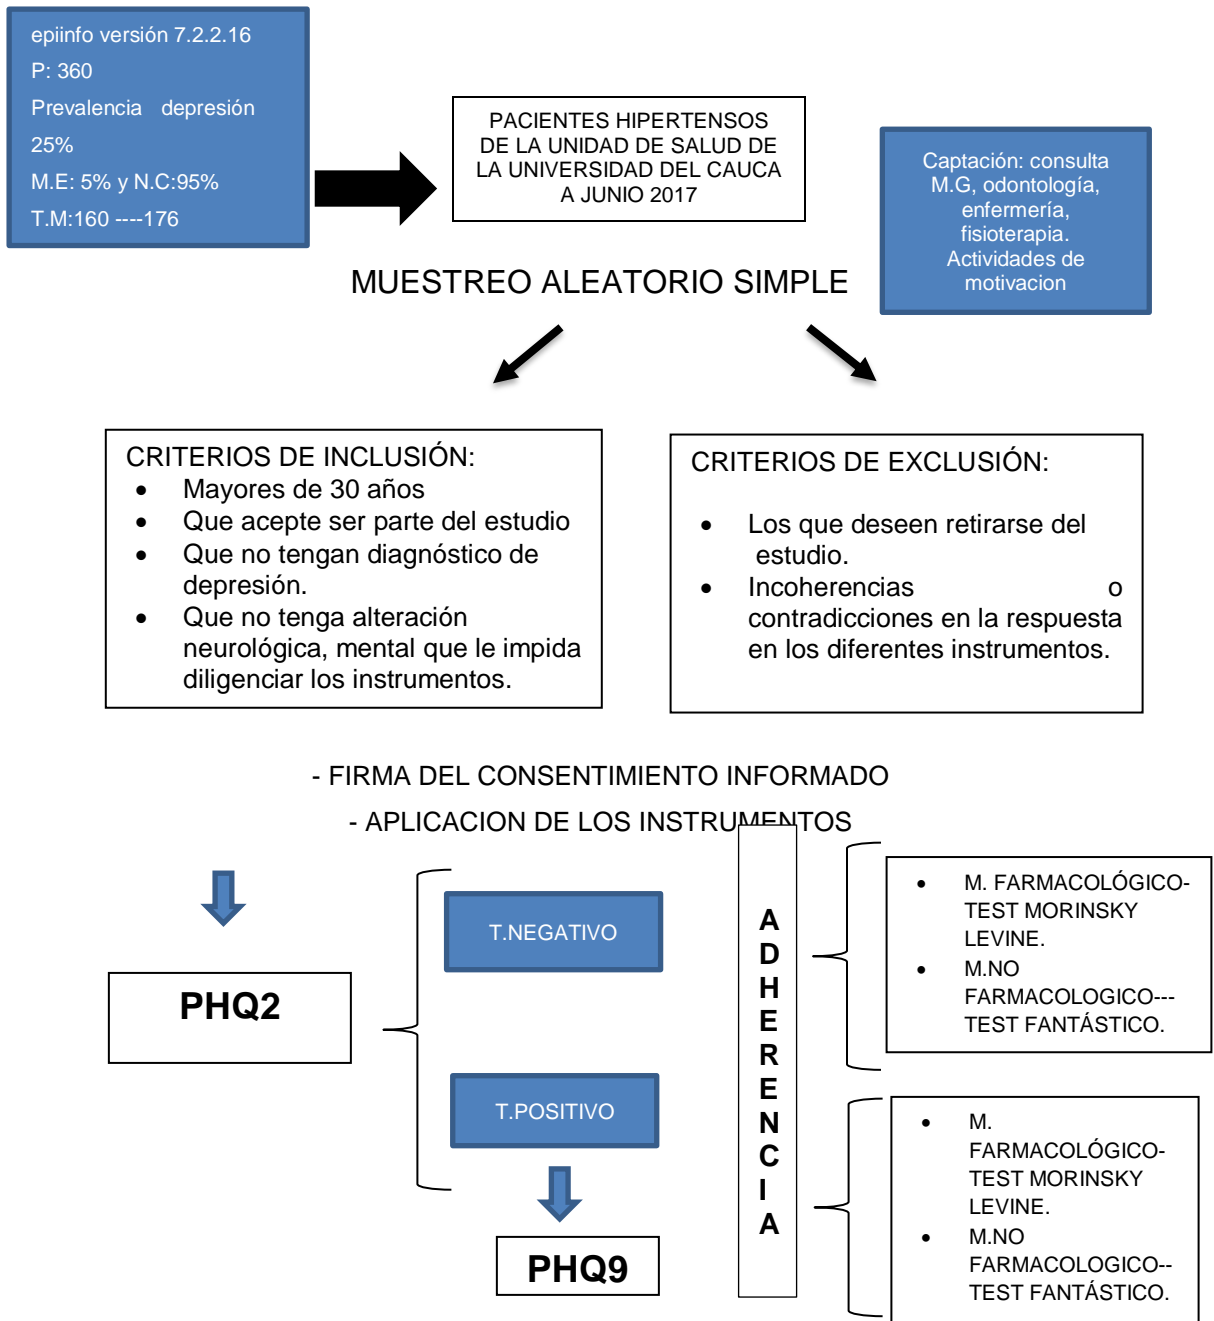 epiinfo versión 7.2.2.16
P: 360
Prevalencia depresión
25%
M.E: 5% y N.C:95%
T.M:160 ----176
PACIENTES HIPERTENSOS
DE LA UNIDAD DE SALUD DE
LA UNIVERSIDAD DEL CAUCA
A JUNIO 2017
Captación: consulta
M.G, odontología,
enfermería,
fisioterapia.
Actividades de
motivacion
MUESTREO ALEATORIO SIMPLE
CRITERIOS DE INCLUSIÓN:
• Mayores de 30 años
• Que acepte ser parte del estudio
• Que no tengan diagnóstico de
depresión.
• Que no tenga alteración
neurológica, mental que le impida
diligenciar los instrumentos.
CRITERIOS DE EXCLUSIÓN:
• Los que deseen retirarse del
estudio.
• Incoherencias o
contradicciones en la respuesta
en los diferentes instrumentos.
- FIRMA DEL CONSENTIMIENTO INFORMADO
- APLICACION DE LOS INSTRUMENTOS
PHQ2
T.NEGATIVO
T.POSITIVO
PHQ9
A
D
H
E
R
E
N
C
I
A
• M. FARMACOLÓGICO-
TEST MORINSKY
LEVINE.
• M.NO
FARMACOLOGICO---
TEST FANTÁSTICO.
• M.
FARMACOLÓGICO-
TEST MORINSKY
LEVINE.
• M.NO
FARMACOLOGICO--
TEST FANTÁSTICO.